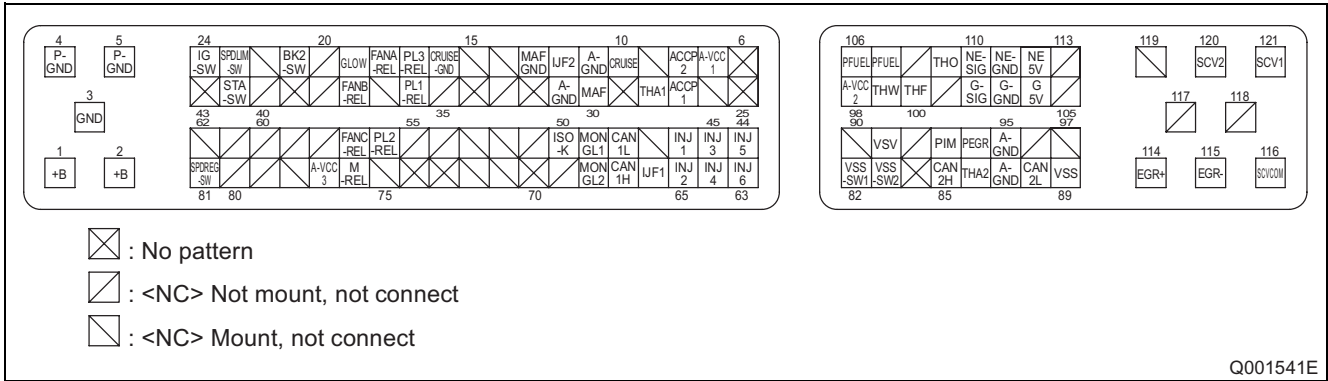 4 5 24 20 15 10 6 106 110 113 119 120 121
P-GND P-GND IG-SW SPDLIM-SW BK2-SW GLOW FANA-REL PL3-REL CRUISE-GND MAF GND IJF2 A-GND CRUISE ACCP 2 A-VCC 1 PFUEL PFUEL THO NE-SIG NE-GND NE 5V SCV2 SCV1
STA-SW FANB-REL PL1-REL A-GND MAF THA1 ACCP 1 A-VCC 2 THW THF G-SIG G-GND G 5V
3 43 40 35 30 25 98 100 105 117 118
GND
62 60 55 50 45 44 90 95 97
1 2 FANC-REL PL2-REL ISO-K MON GL1 CAN 1L INJ 1 INJ 3 INJ 5 VSV PIM PEGR A-GND 114 115 116
+B +B SPDREG-SW A-VCC 3 M-REL MON GL2 CAN 1H IJF1 INJ 2 INJ 4 INJ 6 VSS-SW1 VSS-SW2 CAN 2H THA2 A-GND CAN 2L VSS EGR+ EGR- SCVCOM
81 80 75 70 65 63 82 85 89
: No pattern
: <NC> Not mount, not connect
: <NC> Mount, not connect
Q001541E